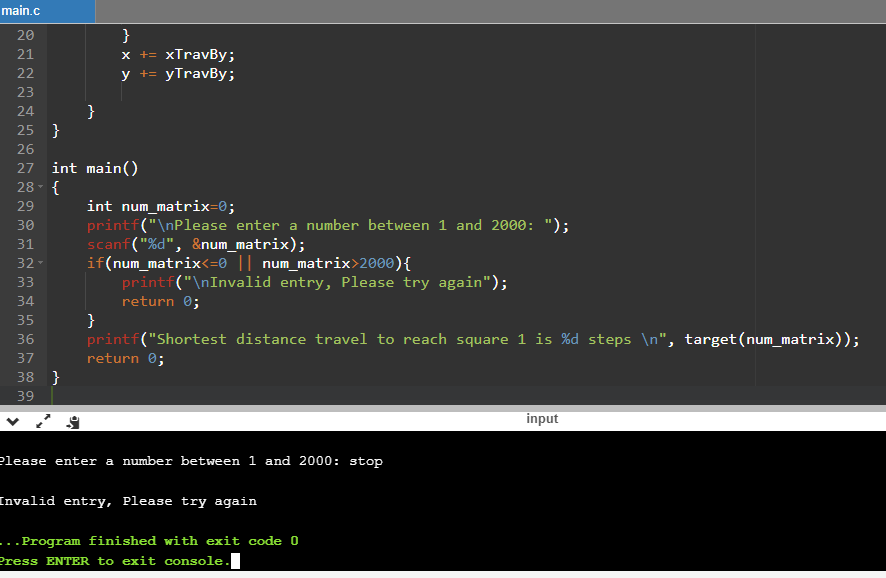 main.c
20 }
21 x += xTravBy;
22 y += yTravBy;
23
24 }
25 }
26
27 int main()
28 {
29 int num_matrix=0;
30 printf("\nPlease enter a number between 1 and 2000: ");
31 scanf("%d", &num_matrix);
32 if(num_matrix<=0 || num_matrix>2000){
33 printf("\nInvalid entry, Please try again");
34 return 0;
35 }
36 printf("Shortest distance travel to reach square 1 is %d steps \n", target(num_matrix));
37 return 0;
38 }
39
input
Please enter a number between 1 and 2000: stop
Invalid entry, Please try again
...Program finished with exit code 0
Press ENTER to exit console.